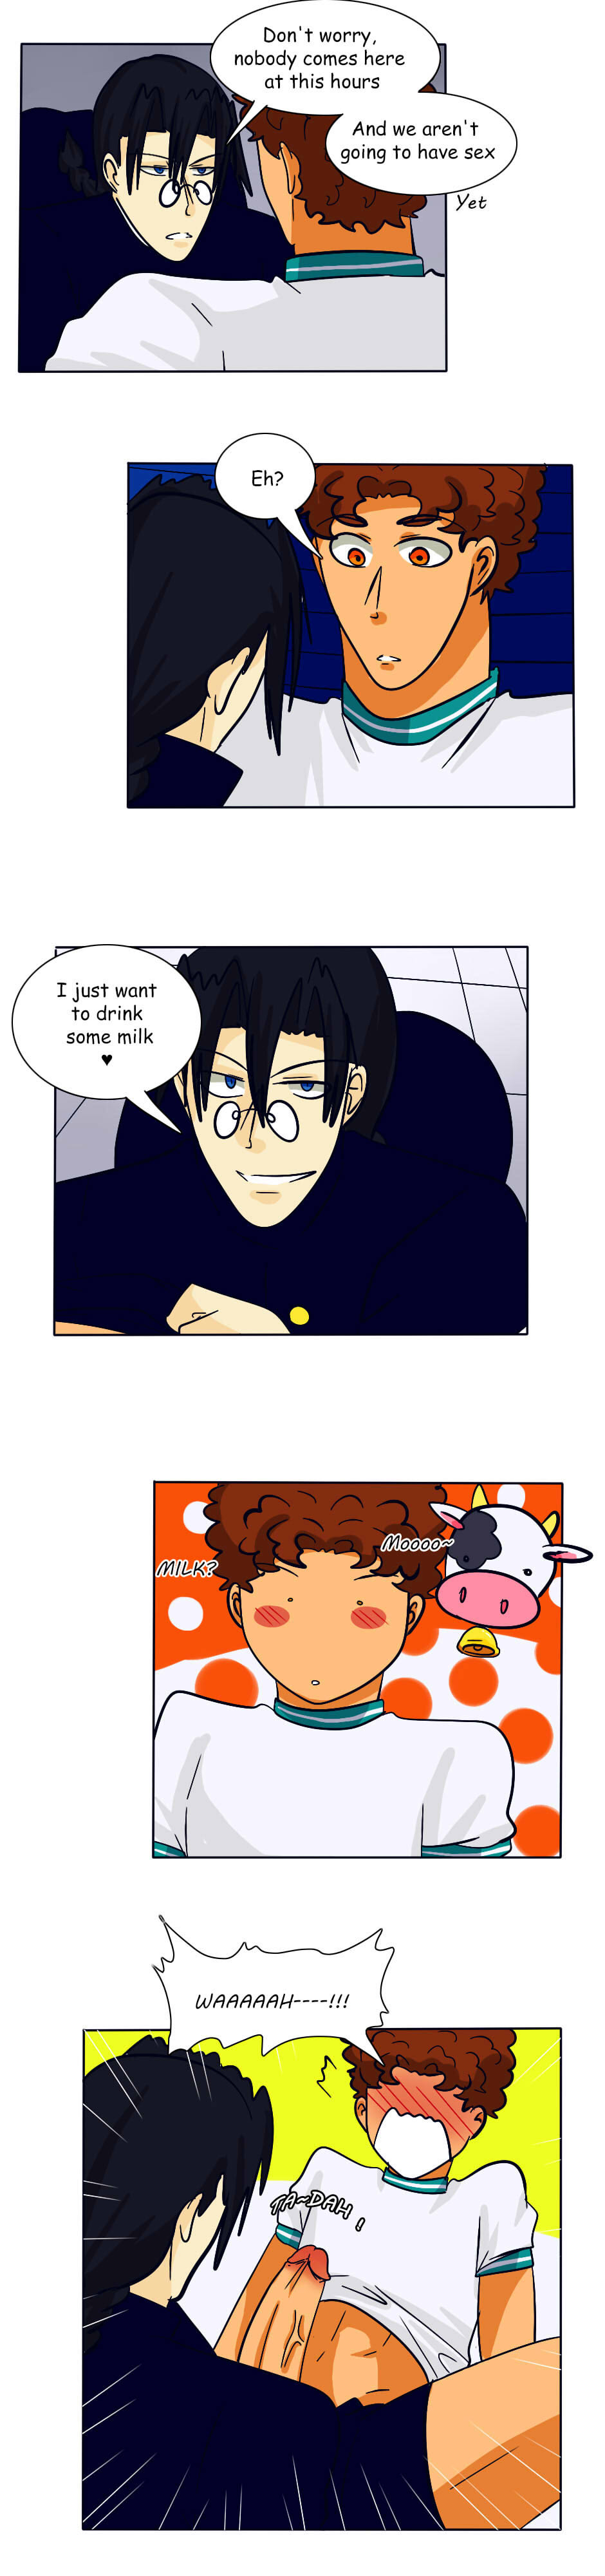 Don't worry,
nobody comes here
at this hours
And we aren't
going to have sex
Yet
Eh?
I just want
to drink
some milk
♥
MILK?
Moooo~
WAAAAAH----!!!
TA~DAH!